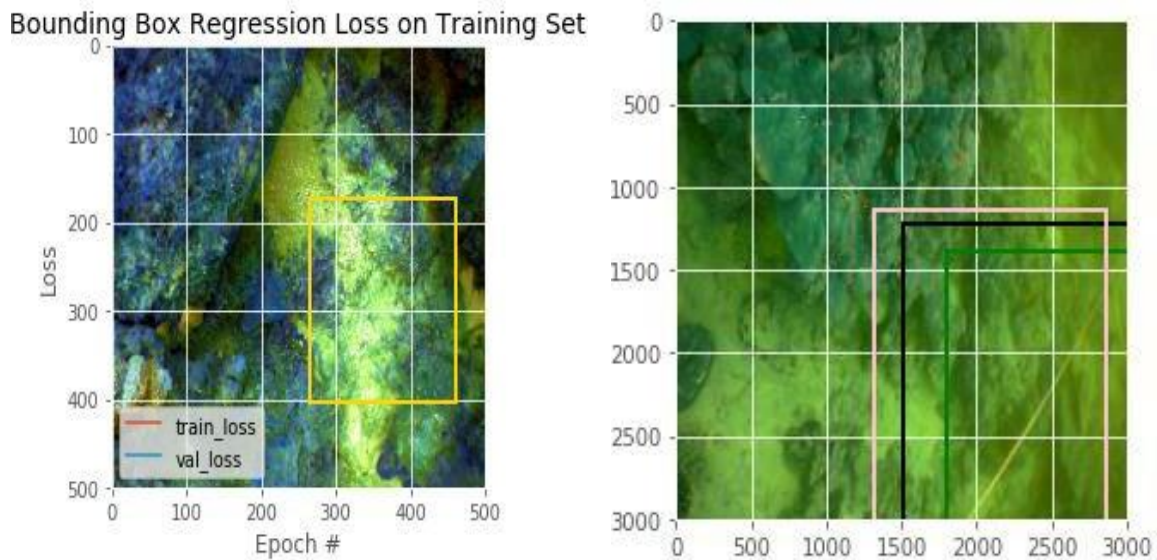 Bounding Box Regression Loss on Training Set
0
100
200
300
400
500
Loss
train_loss
val_loss
0 100 200 300 400 500
Epoch #
0
500
1000
1500
2000
2500
3000
0 500 1000 1500 2000 2500 3000